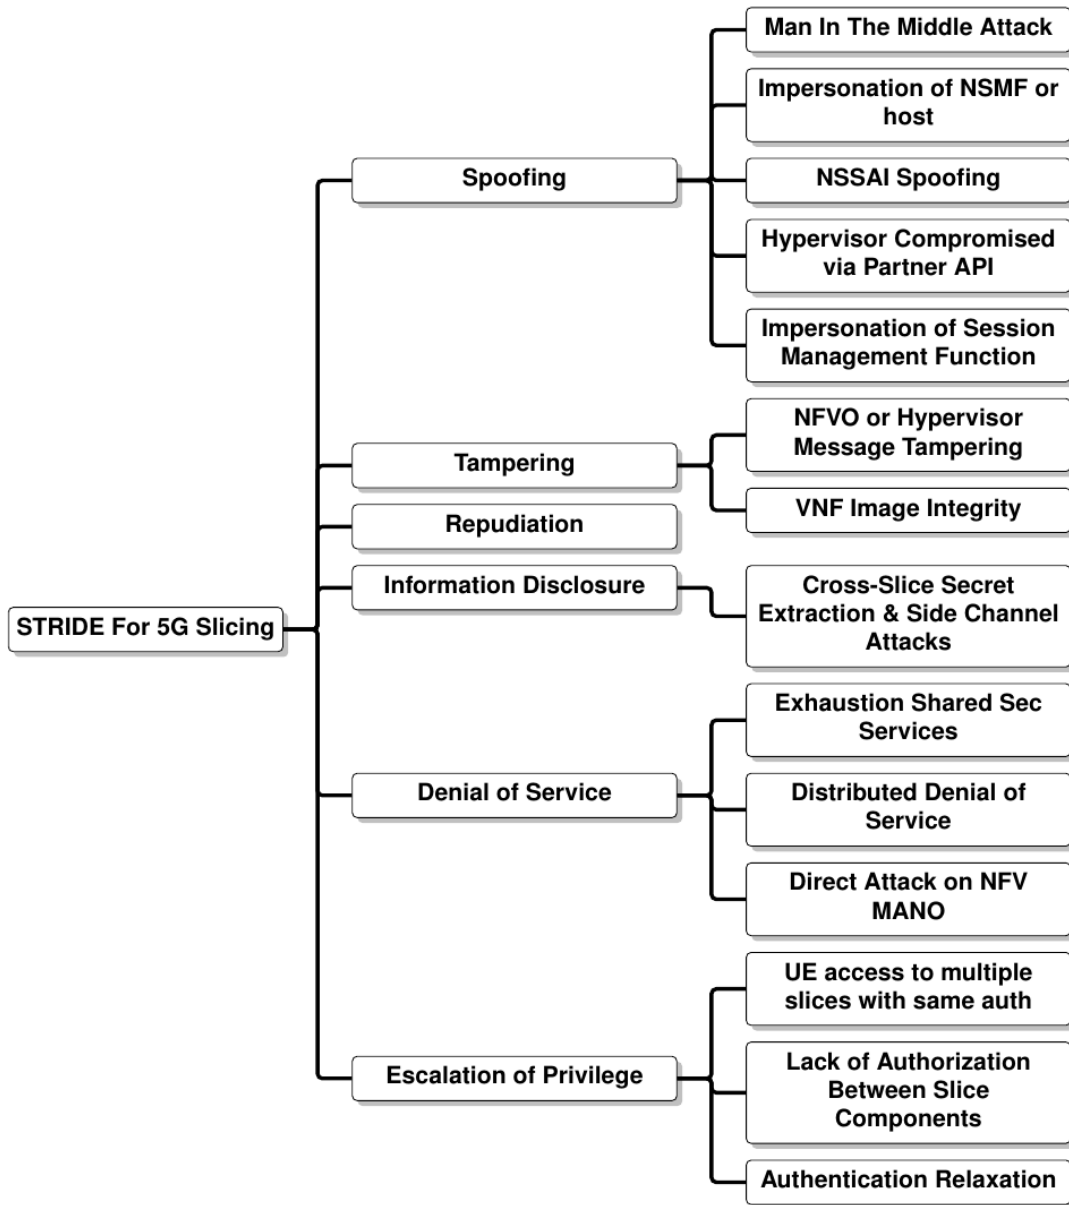 STRIDE For 5G Slicing
Spoofing
Man In The Middle Attack
Impersonation of NSMF or
host
NSSAI Spoofing
Hypervisor Compromised
via Partner API
Impersonation of Session
Management Function
Tampering
NFVO or Hypervisor
Message Tampering
VNF Image Integrity
Repudiation
Information Disclosure
Cross-Slice Secret
Extraction & Side Channel
Attacks
Denial of Service
Exhaustion Shared Sec
Services
Distributed Denial of
Service
Direct Attack on NFV
MANO
Escalation of Privilege
UE access to multiple
slices with same auth
Lack of Authorization
Between Slice
Components
Authentication Relaxation